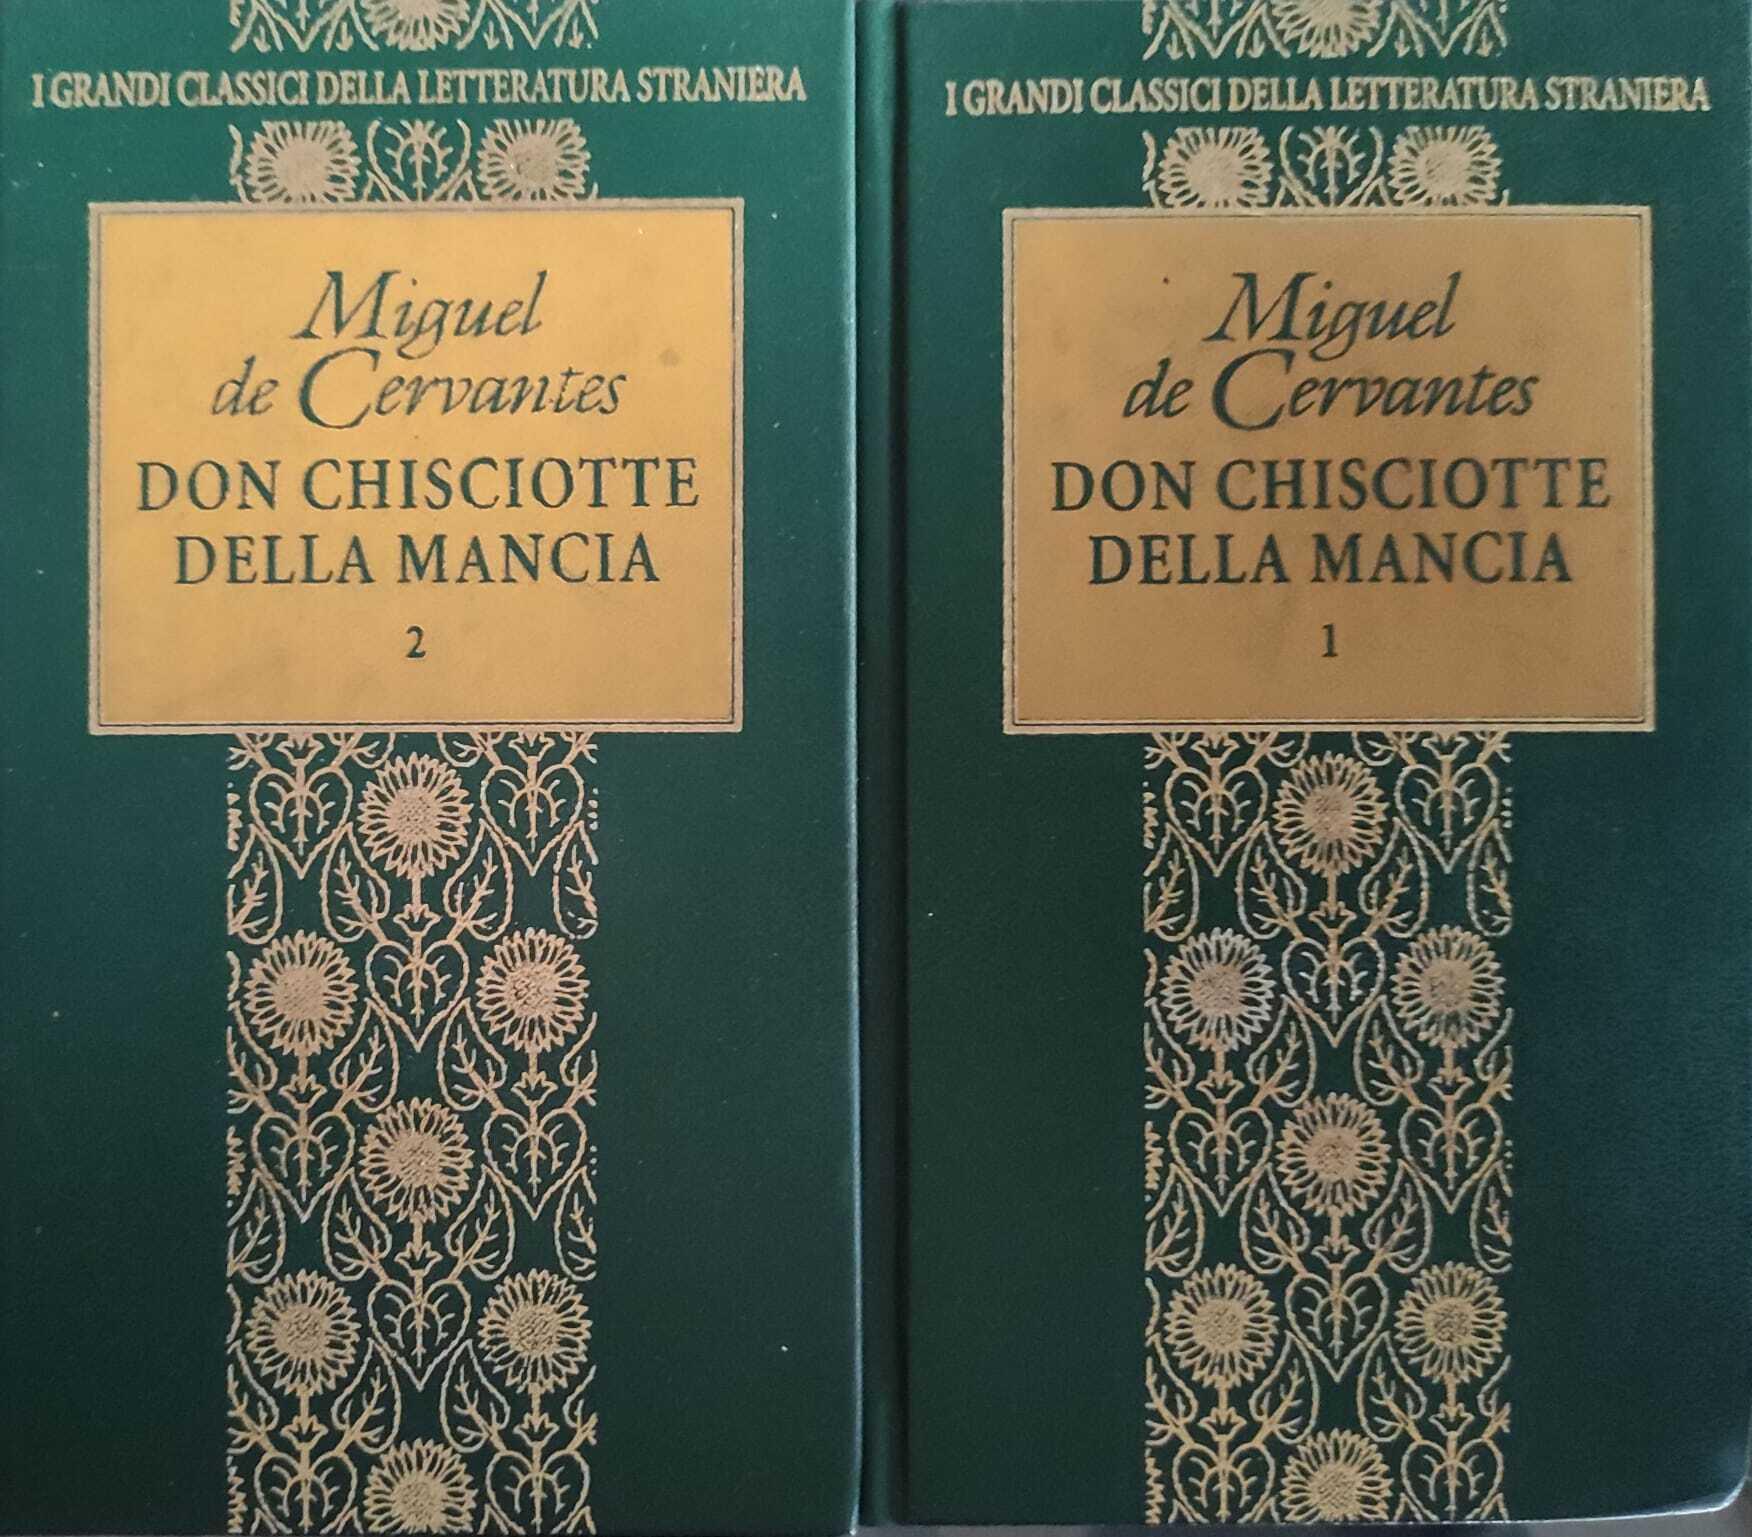 I GRANDI CLASSICI DELLA LETTERATURA STRANIERA
Miguel
de Cervantes
DON CHISCIOTTE
DELLA MANCIA
2
I GRANDI CLASSICI DELLA LETTERATURA STRANIERA
Miguel
de Cervantes
DON CHISCIOTTE
DELLA MANCIA
1